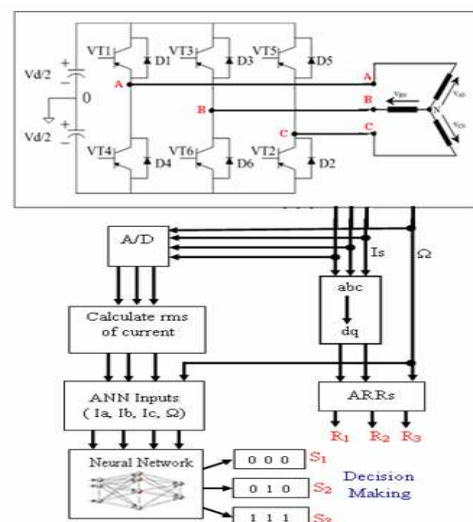 VT1
D1
VT3
D3
VT5
D5
Vd/2
+
−
0
Vd/2
+
−
A
B
C
A
B
C
N
VT4
D4
VT6
D6
VT2
D2
A/D
Is
Ω
abc
dq
Calculate rms
of current
ANN Inputs
( Ia, Ib, Ic, Ω)
ARRs
R1 R2 R3
Neural Network
0 0 0 S1
0 1 0 S2
1 1 1
Decision
Making